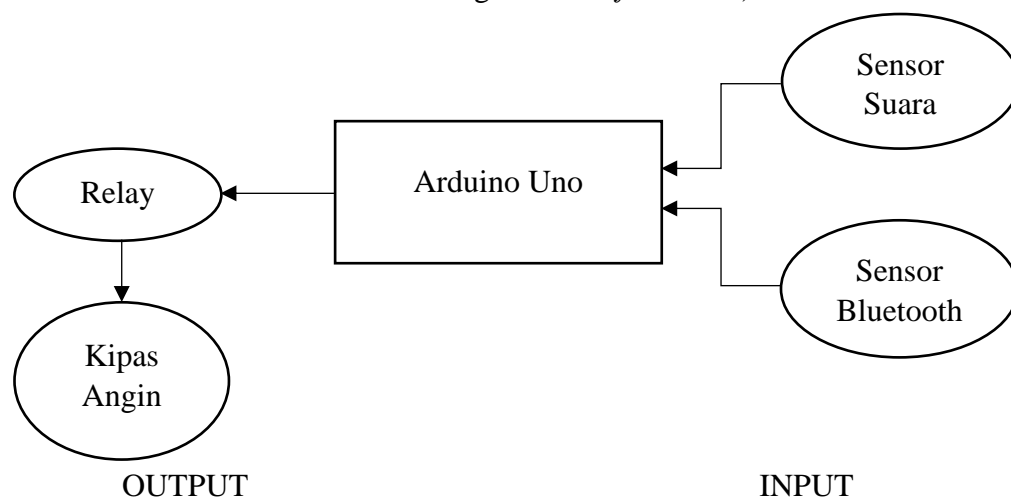 Sensor
Suara
Arduino Uno
Relay
Sensor
Bluetooth
Kipas
Angin
OUTPUT
INPUT